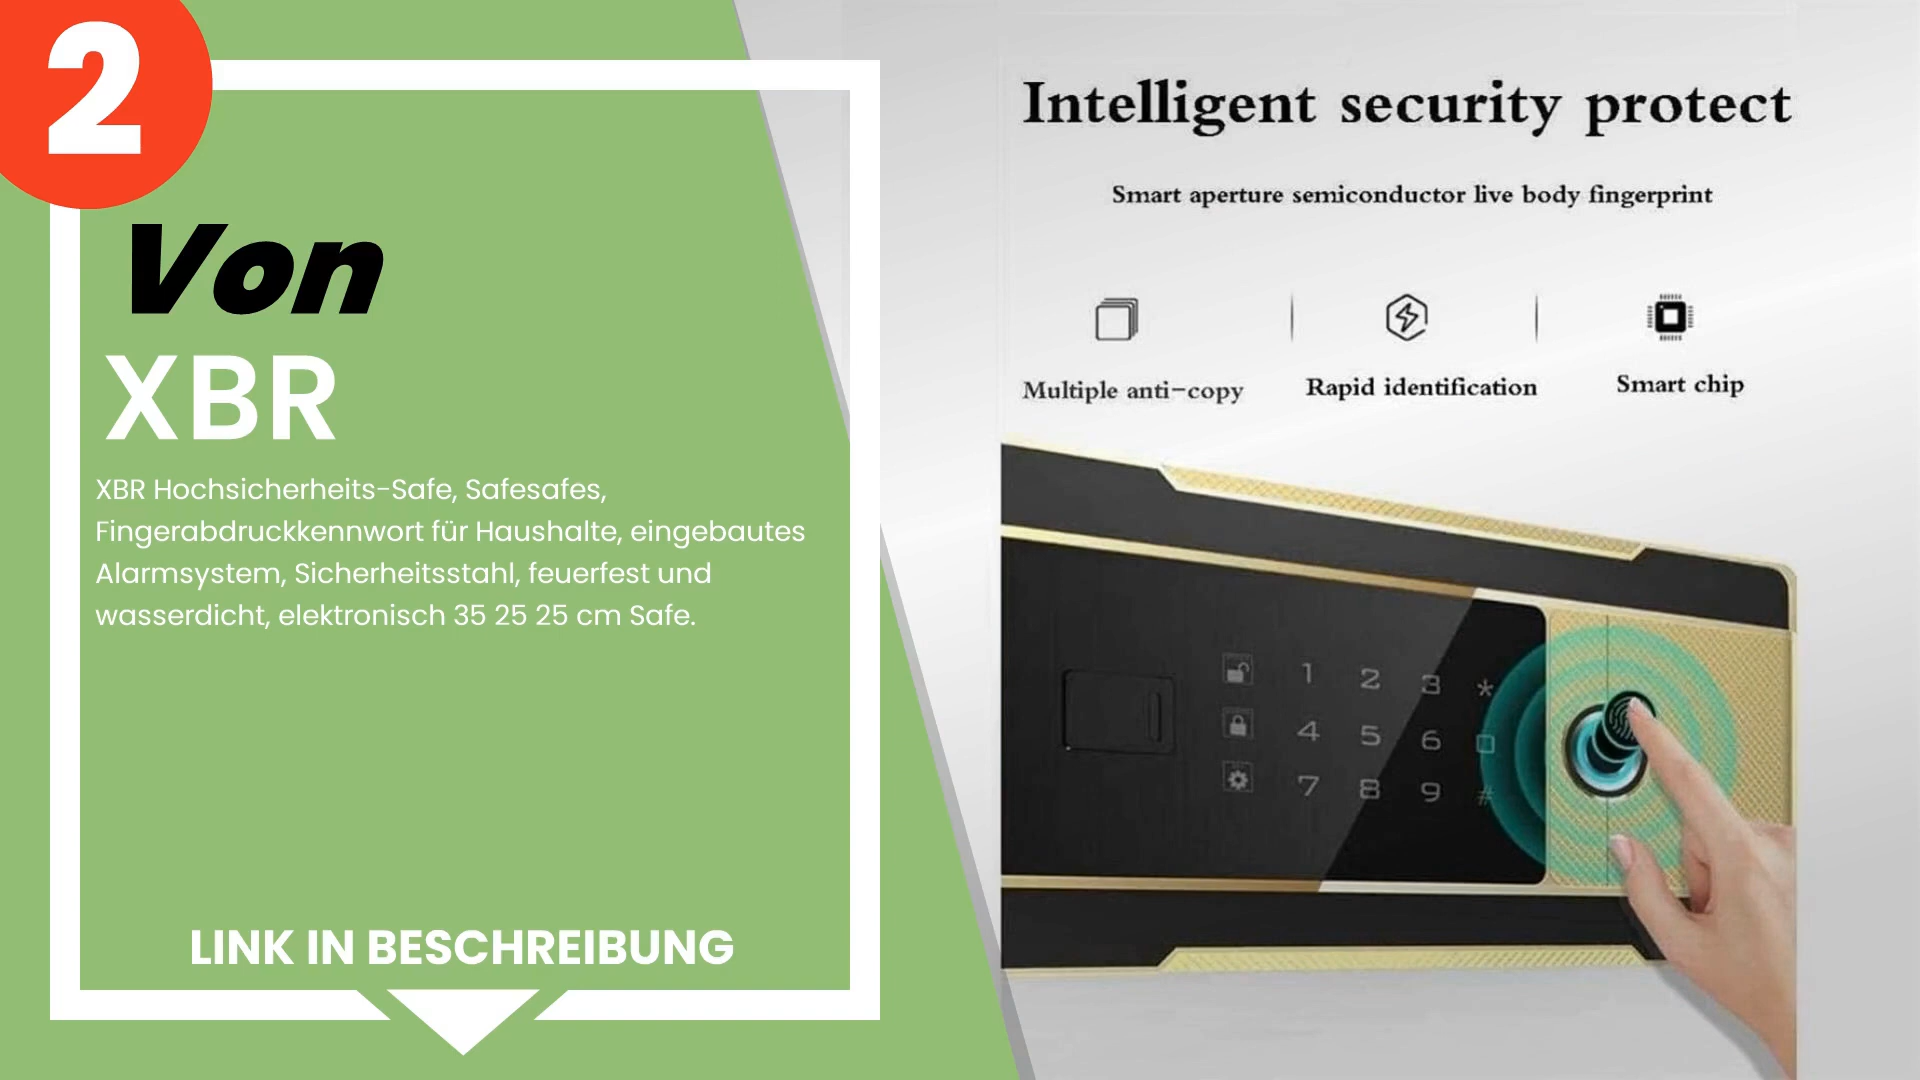 2
Von
XBR
XBR Hochsicherheits-Safe, Safesafes,
Fingerabdruckkennwort für Haushalte, eingebautes
Alarmsystem, Sicherheitsstahl, feuerfest und
wasserdicht, elektronisch 35 25 25 cm Safe.
LINK IN BESCHREIBUNG
Intelligent security protect
Smart aperture semiconductor live body fingerprint
Multiple anti-copy
Rapid identification
Smart chip
1 2 3 *
4 5 6
7 8 9 #